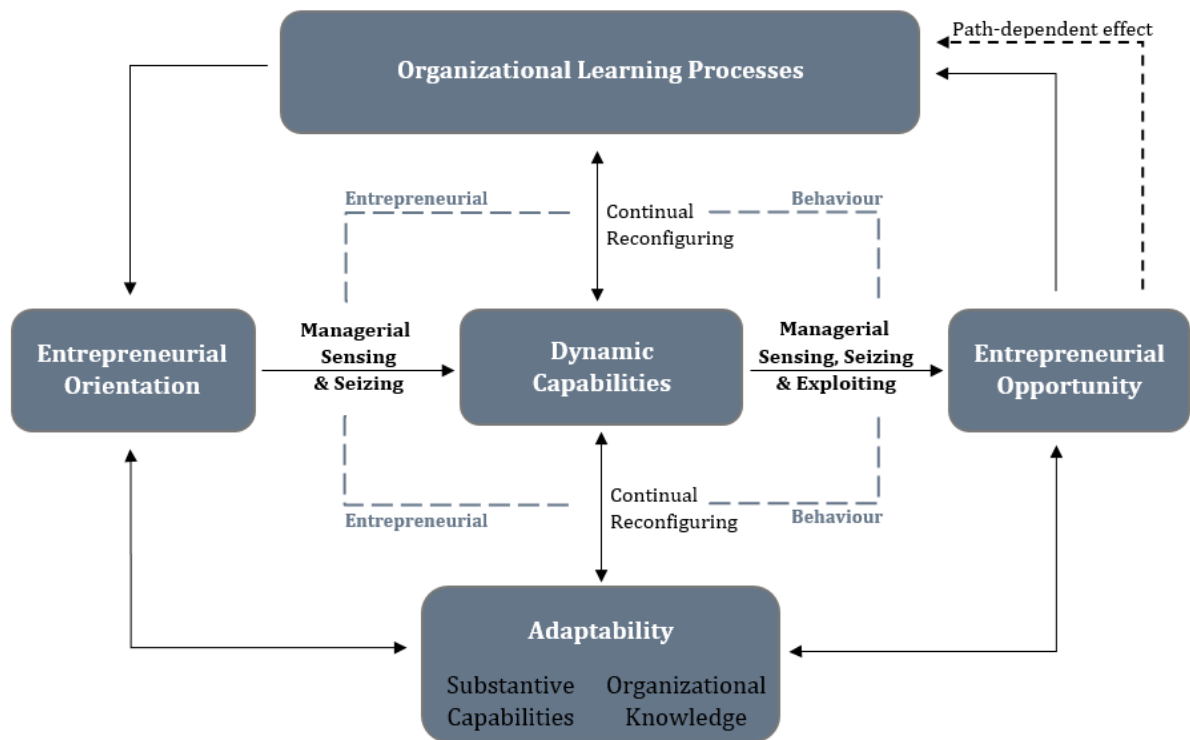 Path-dependent effect
Organizational Learning Processes
Entrepreneurial
Behaviour
Continual
Reconfiguring
Entrepreneurial
Orientation
Managerial
Sensing
& Seizing
Dynamic
Capabilities
Managerial
Sensing, Seizing
& Exploiting
Entrepreneurial
Opportunity
Continual
Reconfiguring
Entrepreneurial
Behaviour
Adaptability
Substantive
Capabilities
Organizational
Knowledge